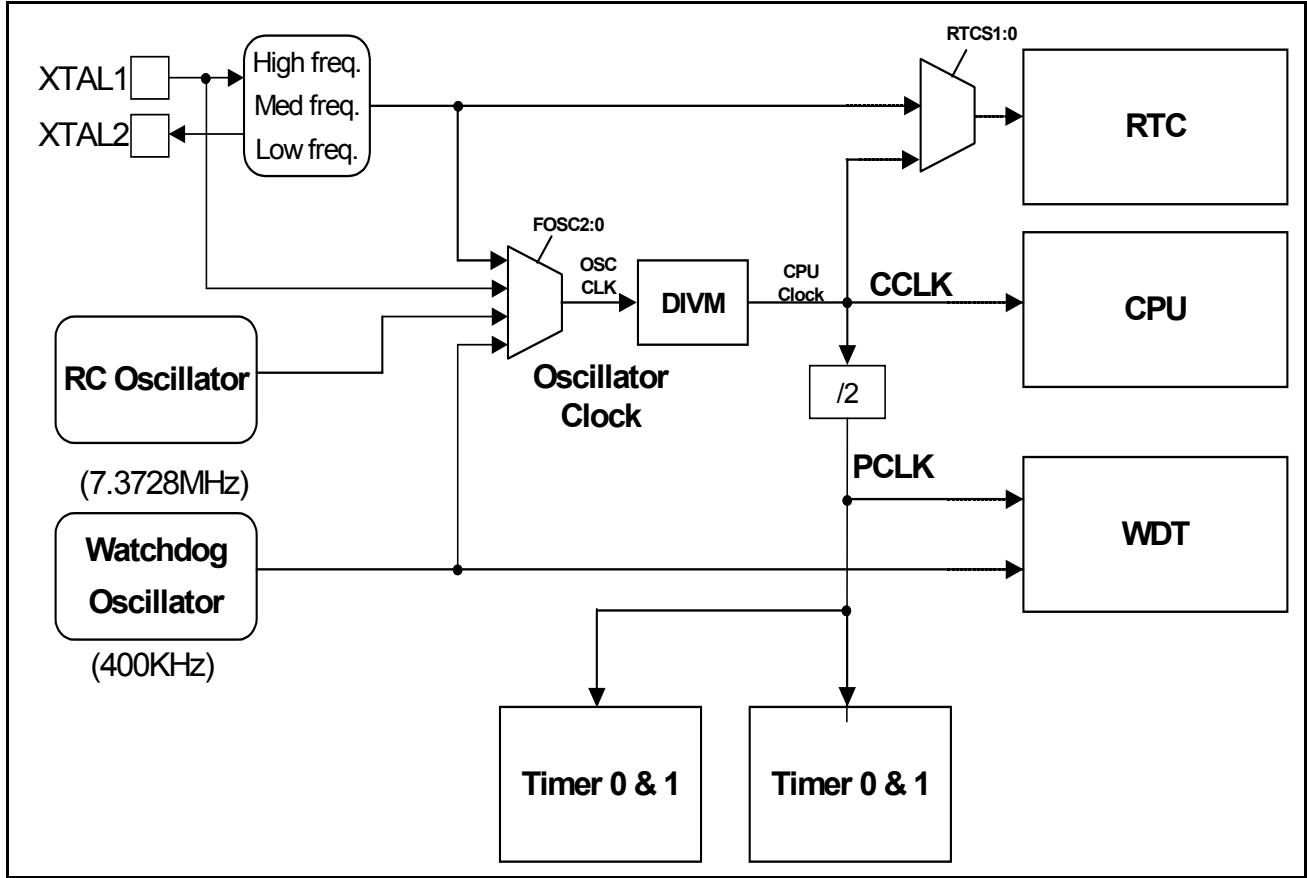 RTCS1:0
XTAL1
High freq.
Med freq.
XTAL2
Low freq.
RTC
FOSC2:0
OSC
CLK
DIVM
CPU
Clock
CCLK
CPU
RC Oscillator
Oscillator
Clock
/2
(7.3728MHz)
PCLK
Watchdog
Oscillator
WDT
(400KHz)
Timer 0 & 1
Timer 0 & 1